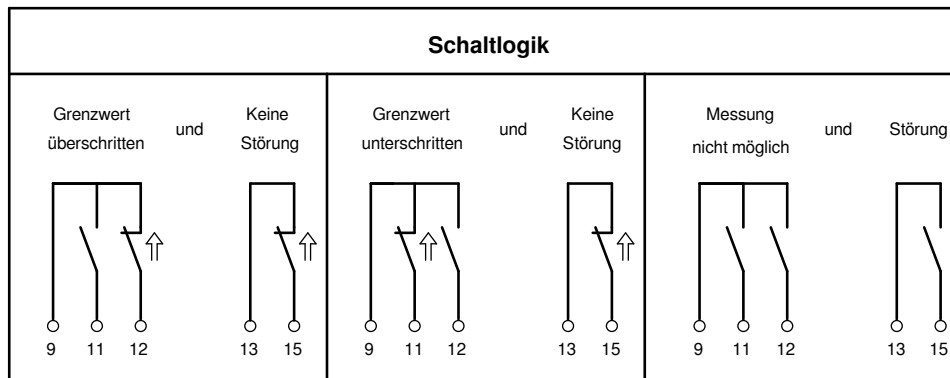 Schaltlogik
Grenzwert
überschritten
und
Keine
Störung
Grenzwert
unterschritten
und
Keine
Störung
Messung
nicht möglich
und
Störung
9 11 12 13 15
9 11 12 13 15
9 11 12 13 15